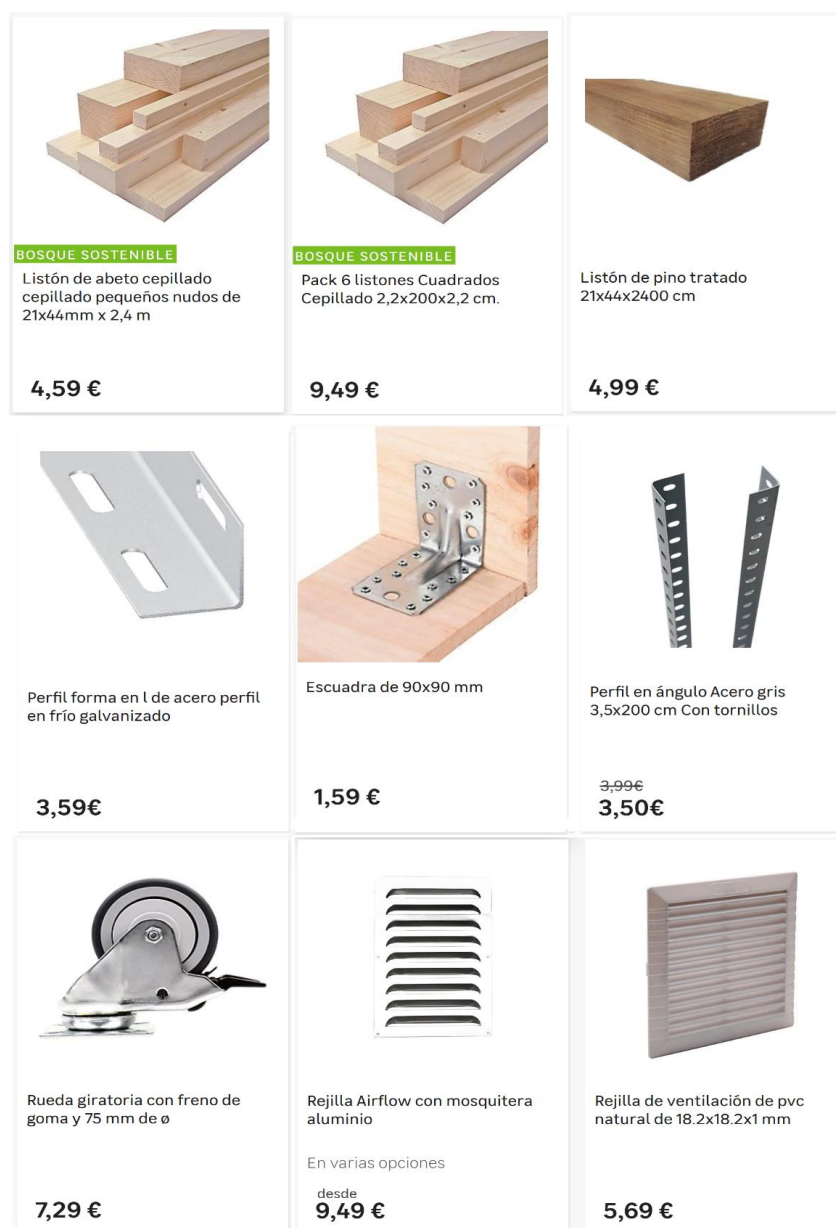 BOSQUE SOSTENIBLE
Listón de abeto cepillado
cepillado pequeños nudos de
21x44mm x 2,4 m
4,59 €
BOSQUE SOSTENIBLE
Pack 6 listones Cuadrados
Cepillado 2,2x200x2,2 cm.
9,49 €
Listón de pino tratado
21x44x2400 cm
4,99 €
Perfil forma en l de acero perfil
en frío galvanizado
3,59€
Escuadra de 90x90 mm
1,59 €
Perfil en ángulo Acero gris
3,5x200 cm Con tornillos
3,99€
3,50€
Rueda giratoria con freno de
goma y 75 mm de ø
7,29 €
Rejilla Airflow con mosquitera
aluminio
En varias opciones
desde
9,49 €
Rejilla de ventilación de pvc
natural de 18.2x18.2x1 mm
5,69 €